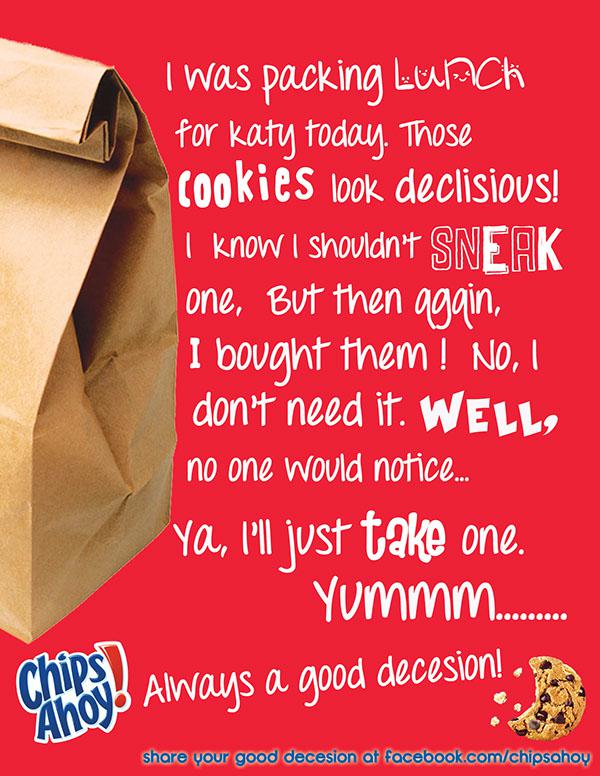 I was packing Lunch
for katy today. Those
cookies look declisious!
I know I shouldn't SNEAK
one, But then again,
I bought them! No, I
don't need it. WELL,
no one would notice...
Ya, I'll just take one.
Yummm.........
Chips
Ahoy!
Always a good decesion!
share your good decesion at facebook.com/chipsahoy